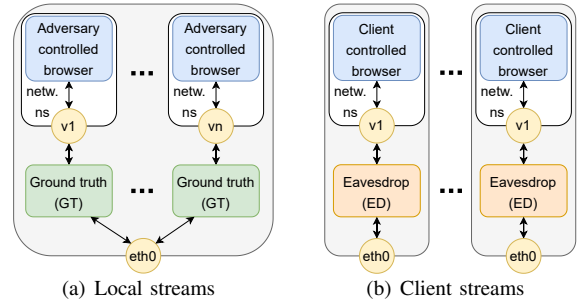 Adversary
controlled
browser
...
Adversary
controlled
browser
netw.
ns
netw.
ns
v1
vn
Ground truth
(GT)
...
Ground truth
(GT)
eth0
(a) Local streams
Client
controlled
browser
...
Client
controlled
browser
netw.
ns
netw.
ns
v1
v1
Eavesdrop
(ED)
...
Eavesdrop
(ED)
eth0
eth0
(b) Client streams